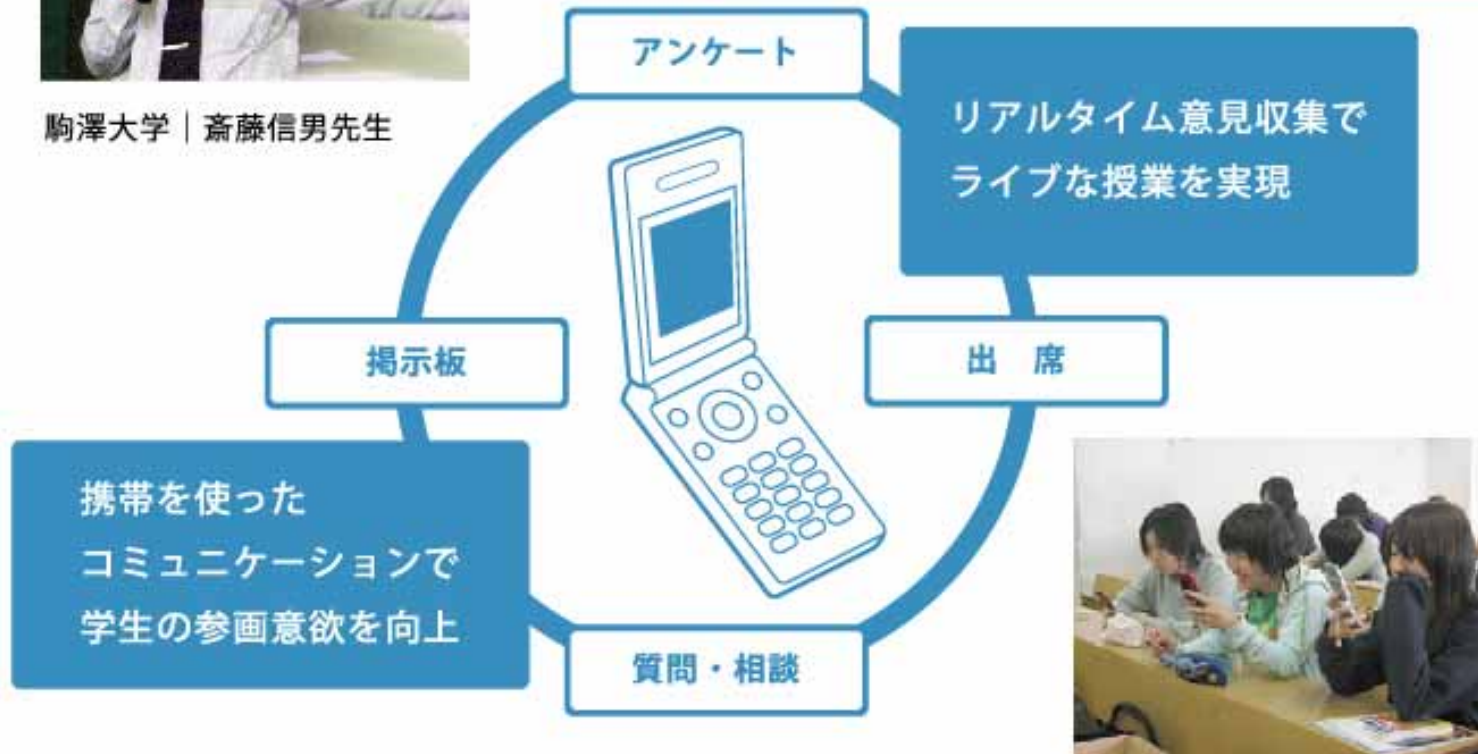 駒澤大学｜斎藤信男先生
アンケート
リアルタイム意見収集で
ライブな授業を実現
掲示板
出　席
携帯を使った
コミュニケーションで
学生の参画意欲を向上
質問・相談